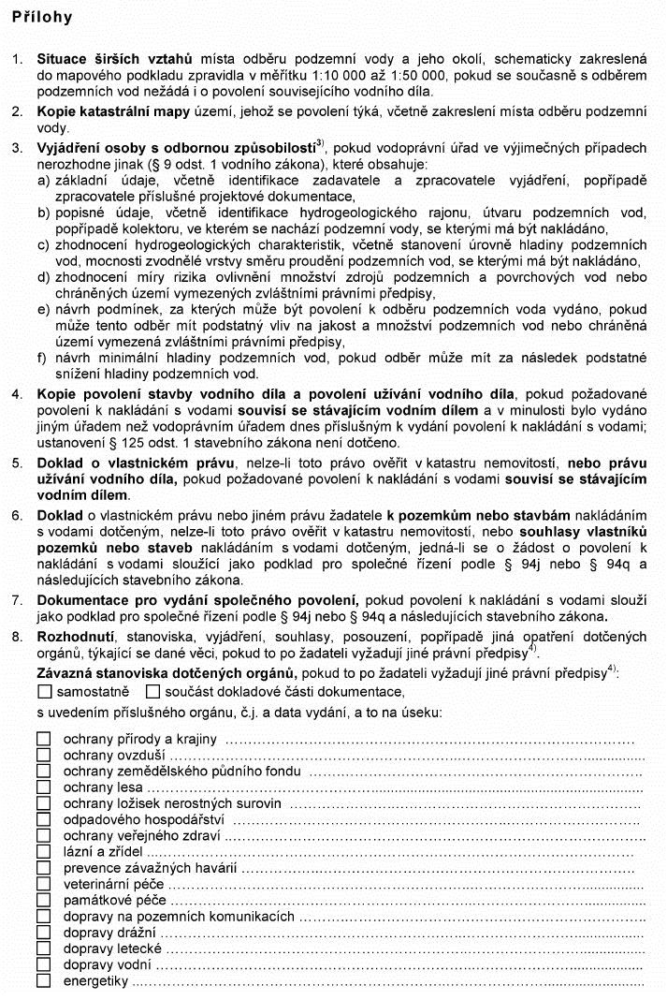 Přílohy
1. Situace širších vztahů místa odběru podzemní vody a jeho okolí, schematicky zakreslená
do mapového podkladu zpravidla v měřítku 1:10 000 až 1:50 000, pokud se současně s odběrem
podzemních vod nežádá i o povolení souvisejícího vodního díla.
2. Kopie katastrální mapy území, jehož se povolení týká, včetně zakreslení místa odběru podzemní
vody.
3. Vyjádření osoby s odbornou způsobilostí3), pokud vodoprávní úřad ve výjimečných případech
nerozhodne jinak (§ 9 odst. 1 vodního zákona), které obsahuje:
a) základní údaje, včetně identifikace zadavatele a zpracovatele vyjádření, popřípadě
zpracovatele příslušné projektové dokumentace,
b) popisné údaje, včetně identifikace hydrogeologického rajonu, útvaru podzemních vod,
popřípadě kolektoru, ve kterém se nachází podzemní vody, se kterými má být nakládáno,
c) zhodnocení hydrogeologických charakteristik, včetně stanovení úrovně hladiny podzemních
vod, mocnosti zvodnělé vrstvy směru proudění podzemních vod, se kterými má být nakládáno,
d) zhodnocení míry rizika ovlivnění množství zdrojů podzemních a povrchových vod nebo
chráněných území vymezených zvláštními právními předpisy,
e) návrh podmínek, za kterých může být povolení k odběru podzemních voda vydáno, pokud
může tento odběr mít podstatný vliv na jakost a množství podzemních vod nebo chráněná
území vymezená zvláštními právními předpisy,
f) návrh minimální hladiny podzemních vod, pokud odběr může mít za následek podstatné
snížení hladiny podzemních vod.
4. Kopie povolení stavby vodního díla a povolení užívání vodního díla, pokud požadované
povolení k nakládání s vodami souvisí se stávajícím vodním dílem a v minulosti bylo vydáno
jiným úřadem než vodoprávním úřadem dnes příslušným k vydání povolení k nakládání s vodami;
ustanovení § 125 odst. 1 stavebního zákona není dotčeno.
5. Doklad o vlastnickém právu, nelze-li toto právo ověřit v katastru nemovitostí, nebo právu
užívání vodního díla, pokud požadované povolení k nakládání s vodami souvisí se stávajícím
vodním dílem.
6. Doklad o vlastnickém právu nebo jiném právu žadatele k pozemkům nebo stavbám nakládáním
s vodami dotčeným, nelze-li toto právo ověřit v katastru nemovitostí, nebo souhlasy vlastníků
pozemků nebo staveb nakládáním s vodami dotčeným, jedná-li se o žádost o povolení k
nakládání s vodami sloužící jako podklad pro společné řízení podle § 94j nebo § 94q a
následujících stavebního zákona.
7. Dokumentace pro vydání společného povolení, pokud povolení k nakládání s vodami slouží
jako podklad pro společné řízení podle § 94j nebo § 94q a následujících stavebního zákona.
8. Rozhodnutí, stanoviska, vyjádření, souhlasy, posouzení, popřípadě jiná opatření dotčených
orgánů, týkající se dané věci, pokud to po žadateli vyžadují jiné právní předpisy4).
Závazná stanoviska dotčených orgánů, pokud to po žadateli vyžadují jiné právní předpisy4):
samostatně součást dokladové části dokumentace,
s uvedením příslušného orgánu, č.j. a data vydání, a to na úseku:
ochrany přírody a krajiny
ochrany ovzduší
ochrany zemědělského půdního fondu
ochrany lesa
ochrany ložisek nerostných surovin
odpadového hospodářství
ochrany veřejného zdraví
lázní a zřídel
prevence závažných havárií
veterinární péče
památkové péče
dopravy na pozemních komunikacích
dopravy drážní
dopravy letecké
dopravy vodní
energetiky